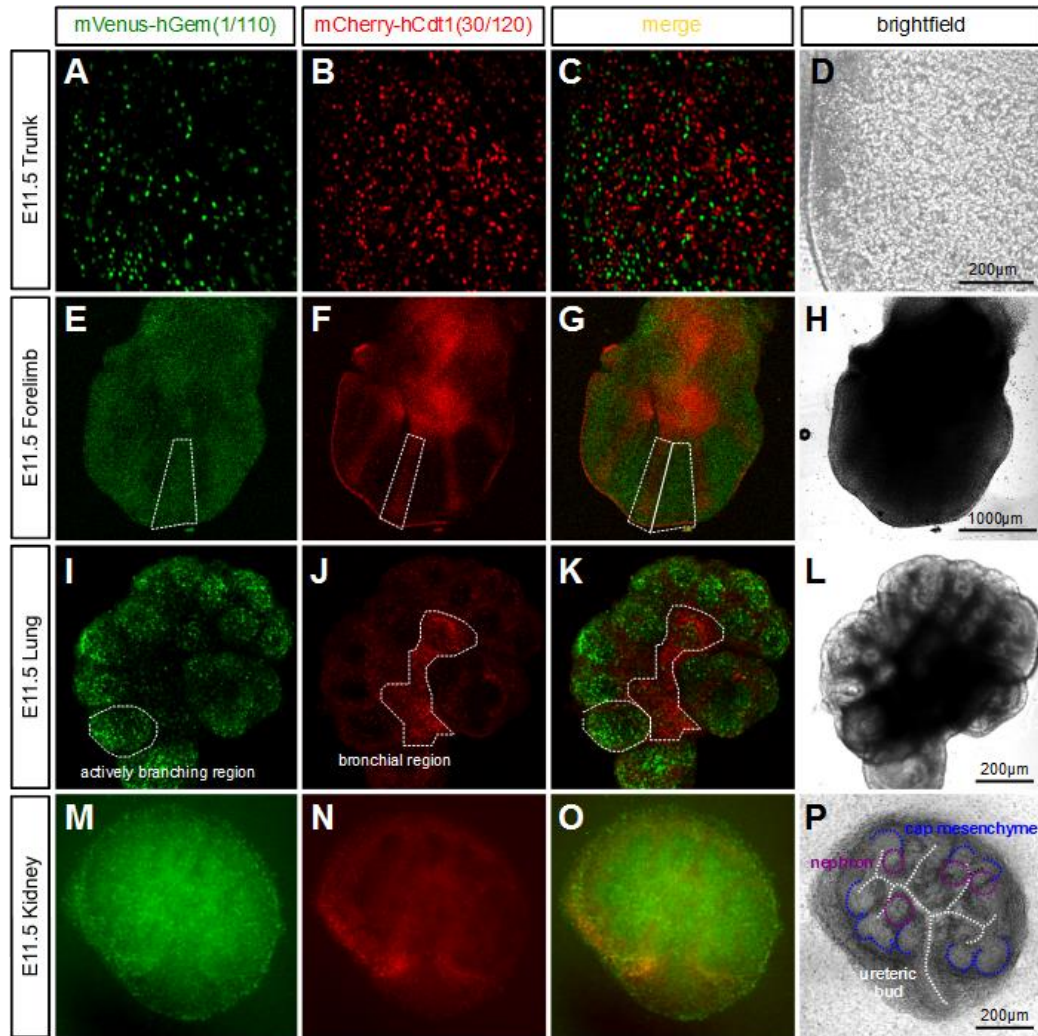 mVenus-hGem(1/110) mCherry-hCdt1(30/120) merge brightfield
E11.5 Trunk
A B C D
200µm
E11.5 Forelimb
E F G H
1000µm
E11.5 Lung
I J K L
actively branching region bronchial region
200µm
E11.5 Kidney
M N O P
cap mesenchyme
nephron
ureteric
bud
200µm